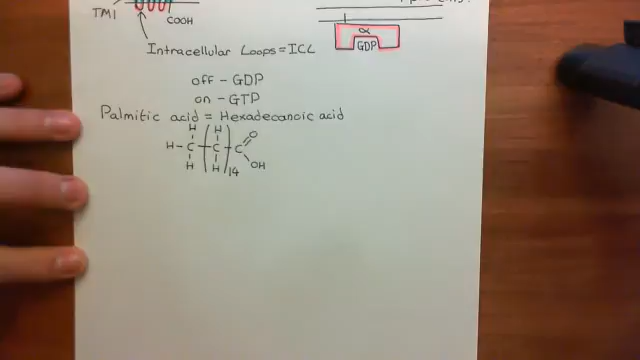 TM1
COOH
α
GDP
Intracellular Loops = ICL
off - GDP
on - GTP
Palmitic acid = Hexadecanoic acid
H H O
H - C - C - C
H H OH
14